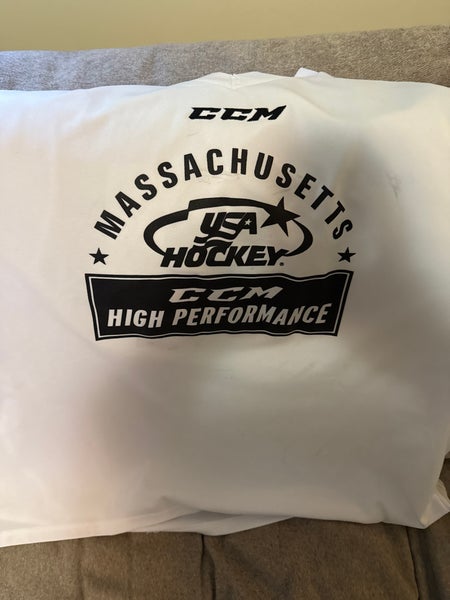 CCM
MASSACHUSETTS
USA
HOCKEY
CCM
HIGH PERFORMANCE